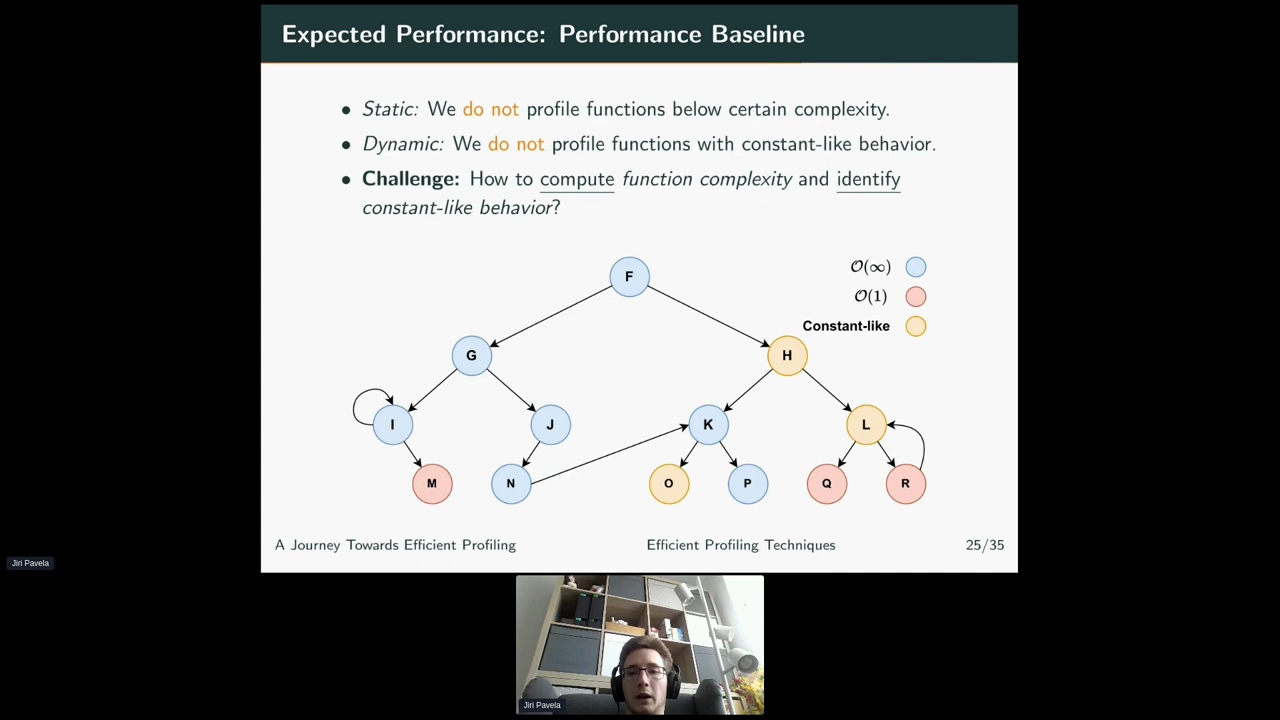 Expected Performance: Performance Baseline
• Static: We do not profile functions below certain complexity.
• Dynamic: We do not profile functions with constant-like behavior.
• Challenge: How to compute function complexity and identify
constant-like behavior?
F
O(∞)
O(1)
Constant-like
G
H
I
J
K
L
M
N
O
P
Q
R
A Journey Towards Efficient Profiling
Efficient Profiling Techniques
25/35
Jiri Pavela
Jiri Pavela